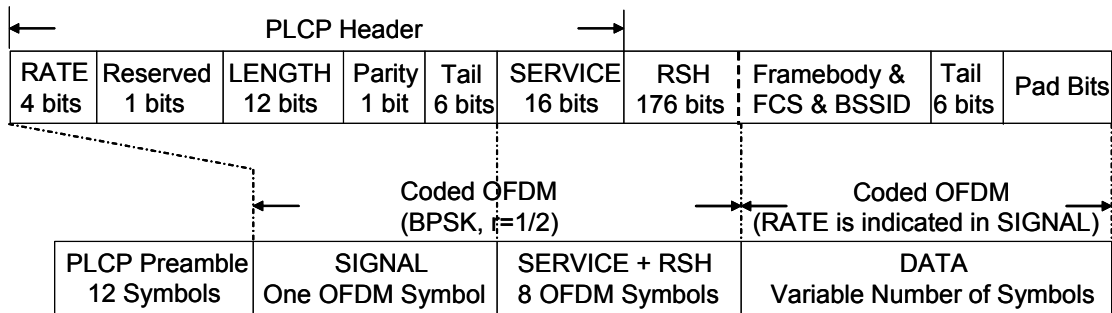 PLCP Header
RATE
4 bits
Reserved
1 bits
LENGTH
12 bits
Parity
1 bit
Tail
6 bits
SERVICE
16 bits
RSH
176 bits
Framebody &
FCS & BSSID
Tail
6 bits
Pad Bits
Coded OFDM
(BPSK, r=1/2)
Coded OFDM
(RATE is indicated in SIGNAL)
PLCP Preamble
12 Symbols
SIGNAL
One OFDM Symbol
SERVICE + RSH
8 OFDM Symbols
DATA
Variable Number of Symbols